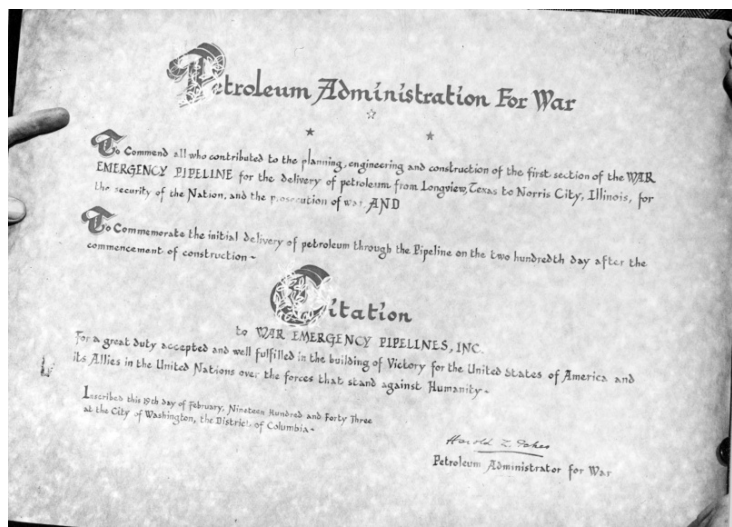 Petroleum Administration For War
To Commend all who contributed to the planning, engineering and construction of the first section of the WAR
EMERGENCY PIPELINE for the delivery of petroleum from Longview, Texas to Norris City, Illinois, for
the security of the Nation, and the prosecution of war, AND
To Commemorate the initial delivery of petroleum through the Pipeline on the two hundredth day after the
commencement of construction -
Citation
to WAR EMERGENCY PIPELINES, INC.
For a great duty accepted and well fulfilled in the building of Victory for the United States of America and
its Allies in the United Nations over the forces that stand against Humanity -
Inscribed this 19th day of February, Nineteen Hundred and Forty Three
at the City of Washington, the District of Columbia -
Harold L. Ickes
Petroleum Administrator for War